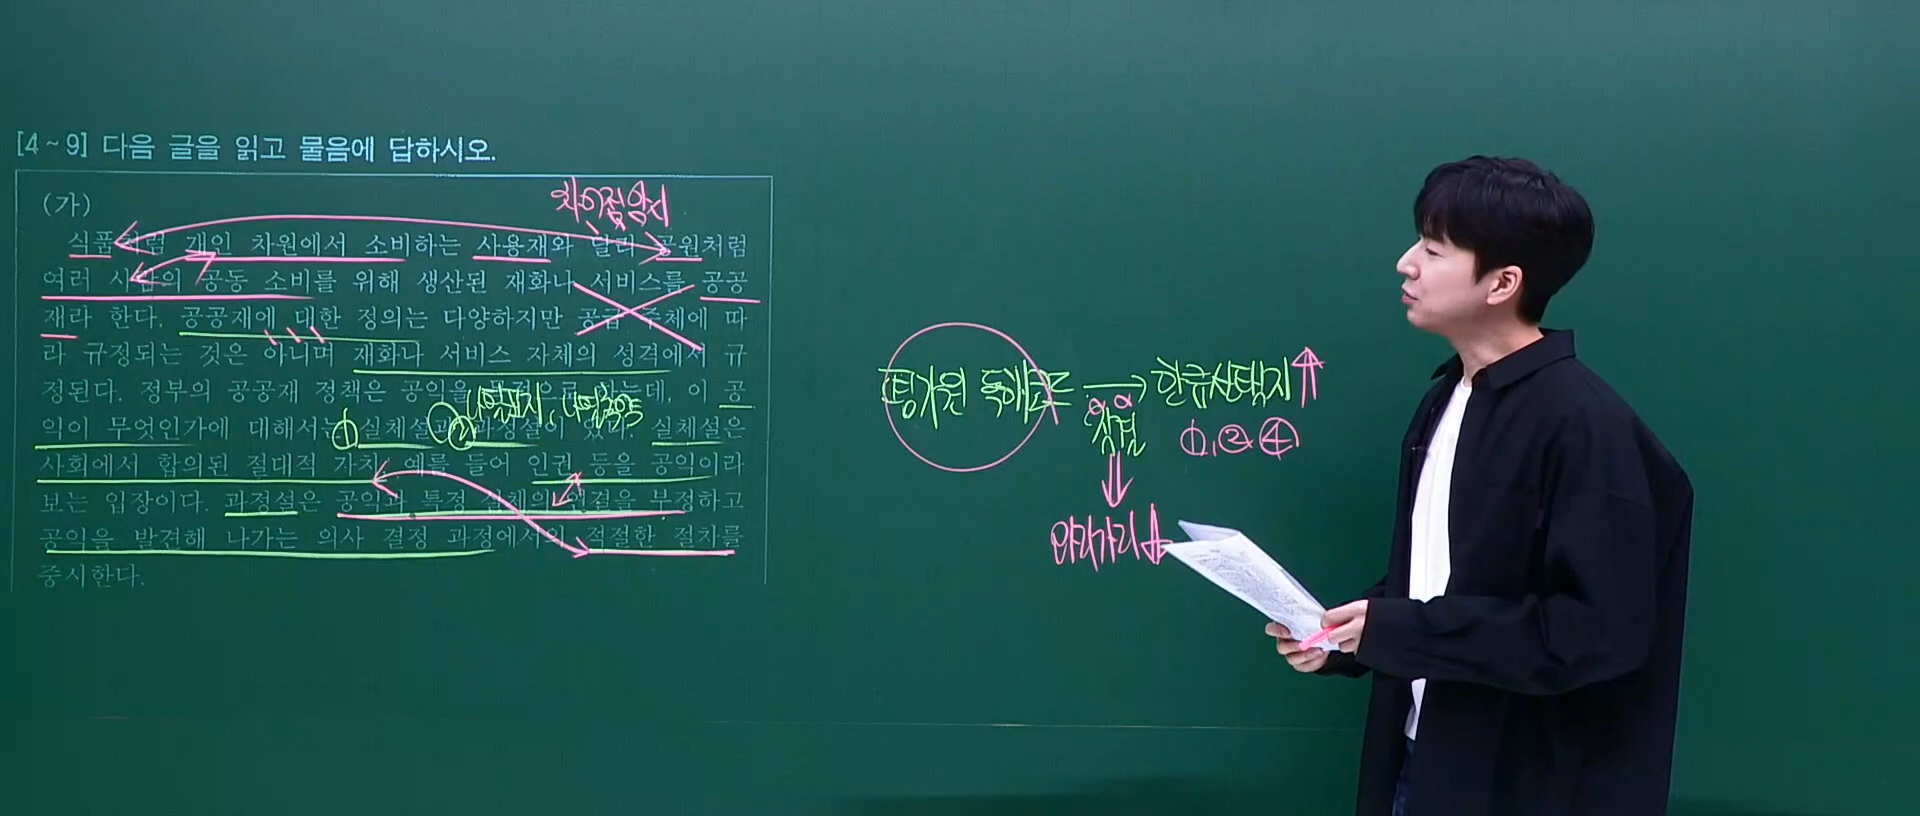 [4~9] 다음 글을 읽고 물음에 답하시오.
(가)
차이점 암시
식품처럼 개인 차원에서 소비하는 사용재와 달리 공원처럼
여러 사람의 공동 소비를 위해 생산된 재화나 서비스를 공공
재라 한다. 공공재에 대한 정의는 다양하지만 공급 주체에 따
라 규정되는 것은 아니며 재화나 서비스 자체의 성격에서 규
정된다. 정부의 공공재 정책은 공익을 목적으로 하는데, 이 공
익이 무엇인가에 대해서는 실체설과 과정설이 있다. 실체설은
① ②
사회에서 합의된 절대적 가치, 예를 들어 인권 등을 공익이라
보는 입장이다. 과정설은 공익과 특정 실체의 연결을 부정하고
공익을 발견해 나가는 의사 결정 과정에서의 적절한 절차를
중시한다.
독해 → 선택지 ↑
①, ② ④